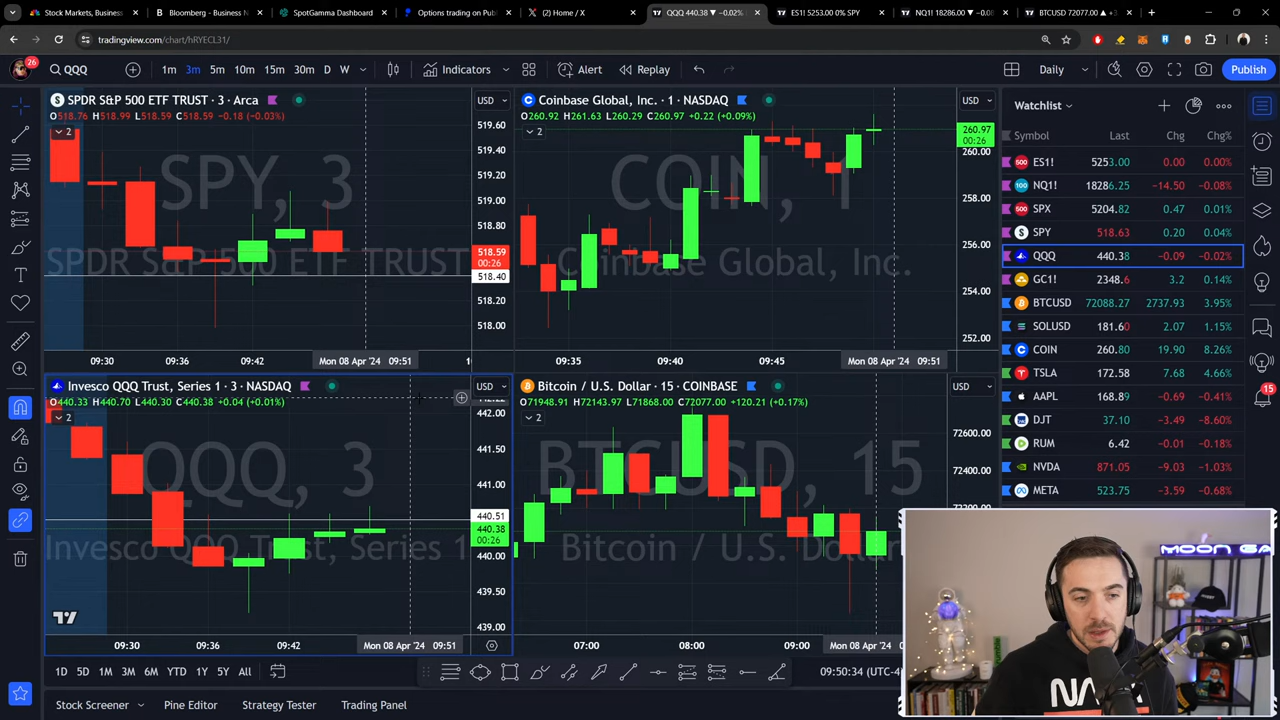 Stock Markets, Business
Bloomberg - Business N
SpotGamma Dashboard
Options trading on Publ
(2) Home / X
QQQ 440.38 ▼ −0.02%
ES1! 5253.00 0% SPY
NQ1! 18286.00 ▼ −0.0
BTCUSD 72077.00 ▲ +3
tradingview.com/chart/hRYECL31/
26
QQQ
1m 3m 5m 10m 15m 30m D W
Indicators
Alert
Replay
Daily
Publish
SPDR S&P 500 ETF TRUST · 3 · Arca
O518.76 H518.99 L518.59 C518.59 −0.18 (−0.03%)
2
USD
SPY, 3
SPDR S&P 500 ETF TRUST
519.60
519.40
519.20
519.00
518.80
518.59
00:26
518.40
518.20
518.00
09:30 09:36 09:42 Mon 08 Apr '24 09:51
Coinbase Global, Inc. · 1 · NASDAQ
O260.92 H261.63 L260.29 C260.97 +0.22 (+0.09%)
2
USD
COIN, 1
Coinbase Global, Inc.
260.97
00:26
260.00
256.00
254.00
252.00
09:35 09:40 09:45 Mon 08 Apr '24 09:51
Invesco QQQ Trust, Series 1 · 3 · NASDAQ
O440.33 H440.70 L440.30 C440.38 +0.04 (+0.01%)
2
USD
QQQ, 3
Invesco QQQ Trust, Series 1
442.00
441.50
441.00
440.51
440.38
00:26
440.00
439.50
439.00
09:30 09:36 09:42 Mon 08 Apr '24 09:51
Bitcoin / U.S. Dollar · 15 · COINBASE
O71948.91 H72143.97 L71868.00 C72077.00 +120.21 (+0.17%)
2
USD
BTCUSD, 15
Bitcoin / U.S. Dollar
72600.00
72400.00
07:00 08:00 09:00 Mon 08 Apr '24
Watchlist
Symbol Last Chg Chg%
ES1! 5253.00 0.00 0.00%
NQ1! 18286.25 −14.50 −0.08%
SPX 5204.82 0.47 0.01%
SPY 518.63 0.20 0.04%
QQQ 440.38 −0.09 −0.02%
GC1! 2348.6 3.2 0.14%
BTCUSD 72088.27 2737.93 3.95%
SOLUSD 181.60 2.07 1.15%
COIN 260.80 19.90 8.26%
TSLA 172.58 7.68 4.66%
AAPL 168.89 −0.69 −0.41%
DJT 37.10 −3.49 −8.60%
RUM 6.42 −0.01 −0.18%
NVDA 871.05 −9.03 −1.03%
META 523.75 −3.59 −0.68%
1D 5D 1M 3M 6M YTD 1Y 5Y All
09:50:34 (UTC-4
Stock Screener
Pine Editor
Strategy Tester
Trading Panel